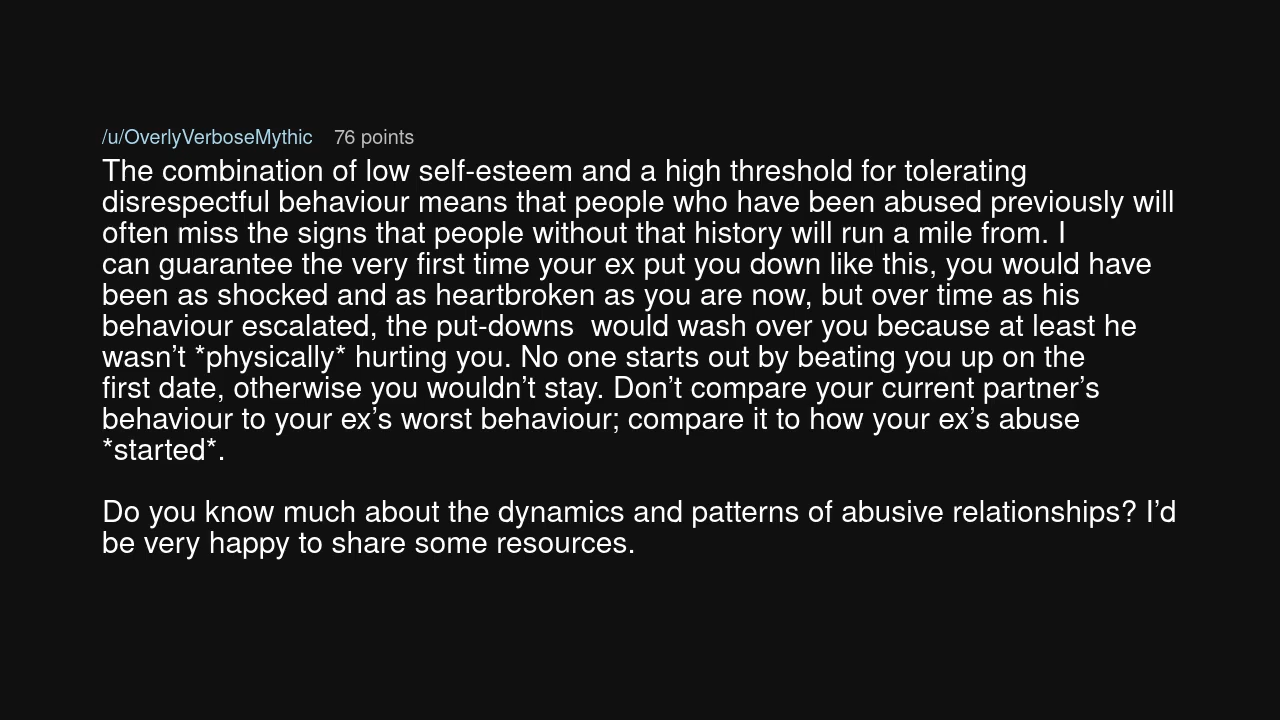 /u/OverlyVerboseMythic 76 points
The combination of low self-esteem and a high threshold for tolerating
disrespectful behaviour means that people who have been abused previously will
often miss the signs that people without that history will run a mile from. I
can guarantee the very first time your ex put you down like this, you would have
been as shocked and as heartbroken as you are now, but over time as his
behaviour escalated, the put-downs  would wash over you because at least he
wasn’t *physically* hurting you. No one starts out by beating you up on the
first date, otherwise you wouldn’t stay. Don’t compare your current partner’s
behaviour to your ex’s worst behaviour; compare it to how your ex’s abuse
*started*.
Do you know much about the dynamics and patterns of abusive relationships? I’d
be very happy to share some resources.